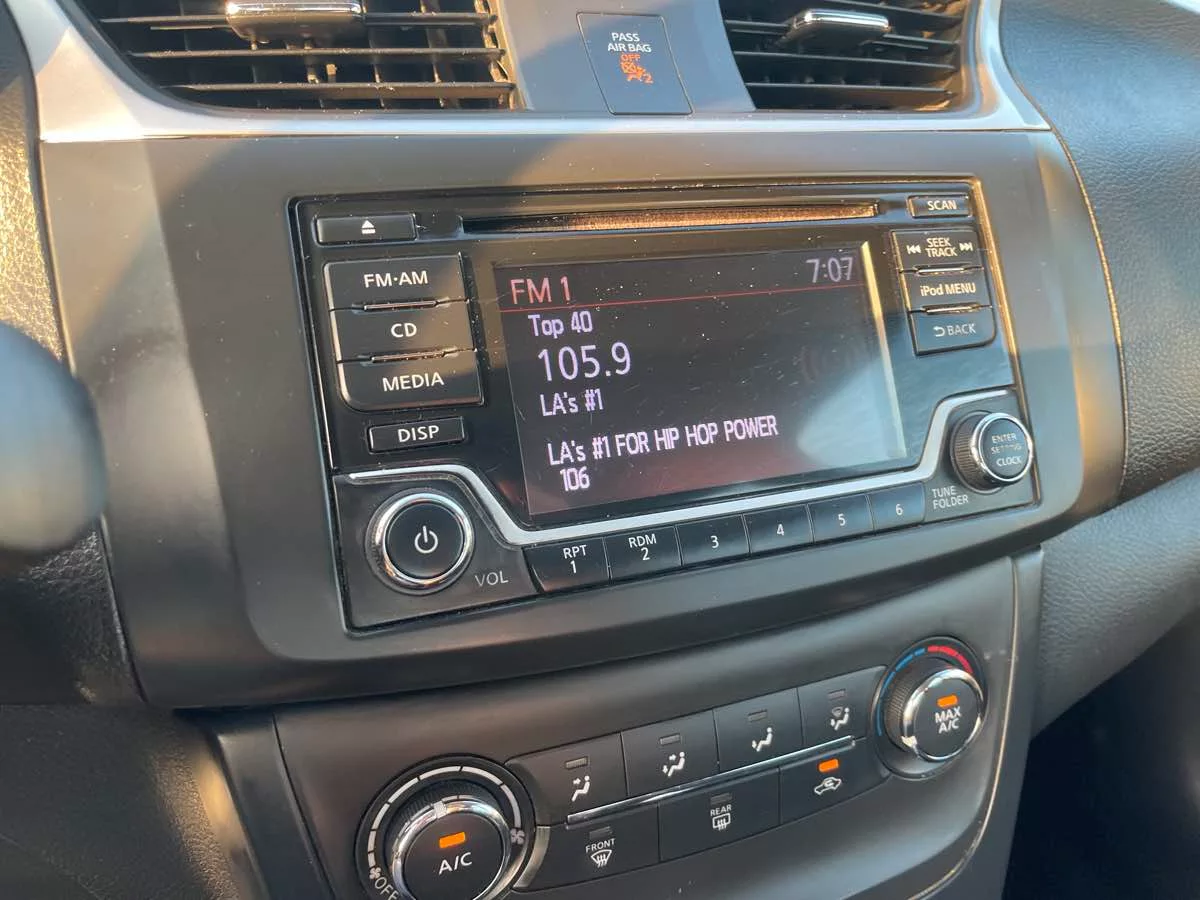 PASS
AIR BAG
OFF
2
SCAN
FM·AM
SEEK
TRACK
CD
iPod MENU
MEDIA
BACK
DISP
FM 1
7:07
Top 40
105.9
LA's #1
LA's #1 FOR HIP HOP POWER
106
ENTER
SETTING
CLOCK
TUNE
FOLDER
VOL
RPT
1
RDM
2
3
4
5
6
MAX
A/C
A/C
OFF
FRONT
REAR